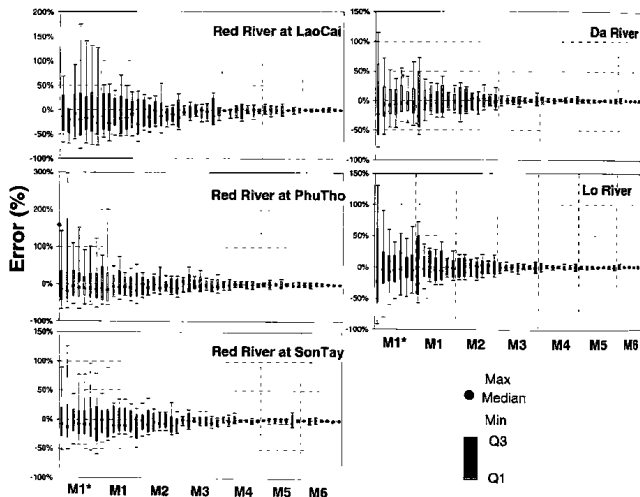 Error (%)
Red River at LaoCai
200%
150%
100%
50%
0%
-50%
-100%
Red River at PhuTho
300%
200%
100%
0%
-100%
Red River at SonTay
150%
100%
50%
0%
-50%
-100%
M1* M1 M2 M3 M4 M5 M6
Da River
150%
100%
50%
0%
-50%
-100%
Lo River
150%
100%
50%
0%
-50%
-100%
M1* M1 M2 M3 M4 M5 M6
Max
Median
Min
Q3
Q1